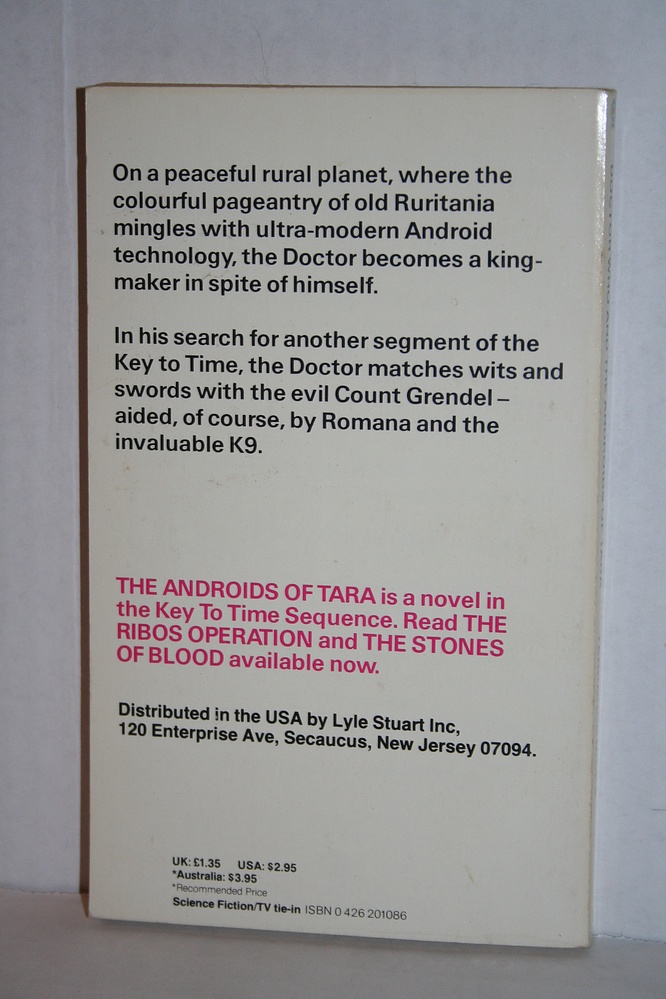 On a peaceful rural planet, where the
colourful pageantry of old Ruritania
mingles with ultra-modern Android
technology, the Doctor becomes a king-
maker in spite of himself.
In his search for another segment of the
Key to Time, the Doctor matches wits and
swords with the evil Count Grendel –
aided, of course, by Romana and the
invaluable K9.
THE ANDROIDS OF TARA is a novel in
the Key To Time Sequence. Read THE
RIBOS OPERATION and THE STONES
OF BLOOD available now.
Distributed in the USA by Lyle Stuart Inc,
120 Enterprise Ave, Secaucus, New Jersey 07094.
UK: £1.35 USA: $2.95
*Australia: $3.95
*Recommended Price
Science Fiction/TV tie-in ISBN 0 426 201086